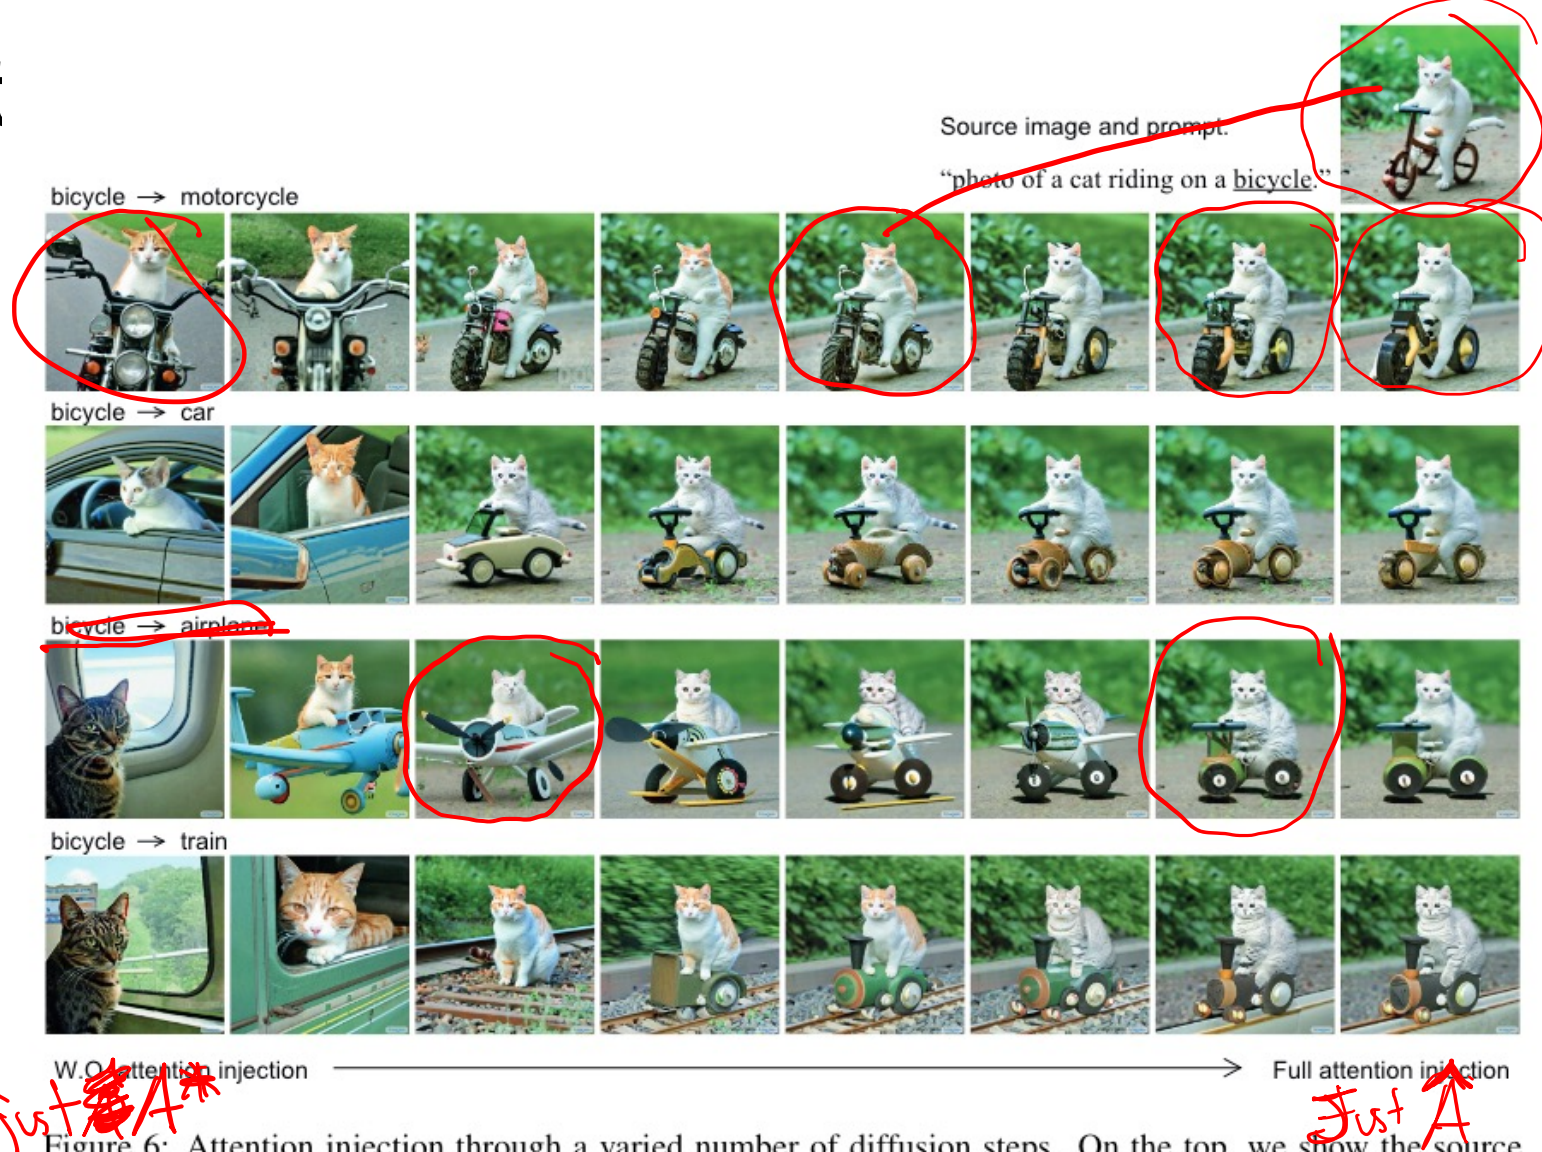 Source image and prompt:
“photo of a cat riding on a bicycle.”
bicycle → motorcycle
bicycle → car
bicycle → airplane
bicycle → train
W.O. attention injection
Full attention injection
Just A*
Just A
Figure 6: Attention injection through a varied number of diffusion steps. On the top, we show the source